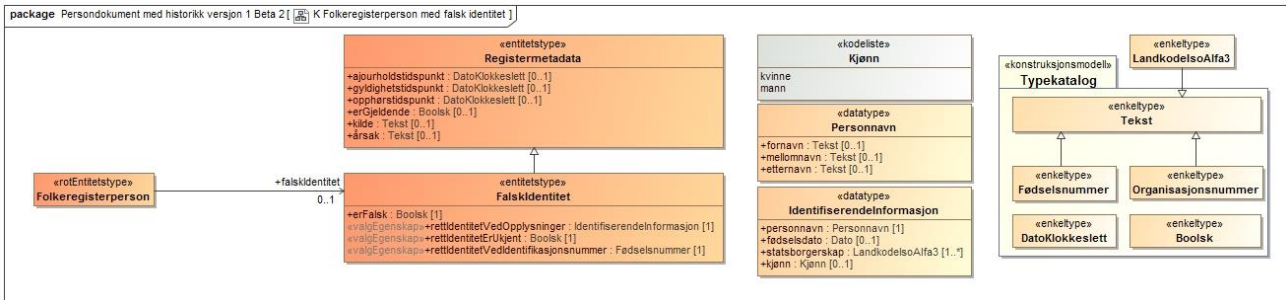 package Persondokument med historikk versjon 1 Beta 2 [ K Folkeregisterperson med falsk identitet ]
«entitetstype»
Registermetadata
+ajourholdstidspunkt : DatoKlokkeslett [0..1]
+gyldighetstidspunkt : DatoKlokkeslett [0..1]
+opphørstidspunkt : DatoKlokkeslett [0..1]
+erGjeldende : Boolsk [0..1]
+kilde : Tekst [0..1]
+årsak : Tekst [0..1]
«rotEntitetstype»
Folkeregisterperson
+falskIdentitet
0..1
«entitetstype»
FalskIdentitet
+erFalsk : Boolsk [1]
«valgEgenskap»+rettIdentitetVedOpplysninger : IdentifiserendeInformasjon [1]
«valgEgenskap»+rettIdentitetErUkjent : Boolsk [1]
«valgEgenskap»+rettIdentitetVedIdentifikasjonsnummer : Fødselsnummer [1]
«kodeliste»
Kjønn
kvinne
mann
«datatype»
Personnavn
+fornavn : Tekst [0..1]
+mellomnavn : Tekst [0..1]
+etternavn : Tekst [0..1]
«datatype»
IdentifiserendeInformasjon
+personnavn : Personnavn [1]
+fødselsdato : Dato [0..1]
+statsborgerskap : LandkodeIsoAlfa3 [1..*]
+kjønn : Kjønn [0..1]
«konstruksjonsmodell»
Typekatalog
«enkeltype»
LandkodeIsoAlfa3
«enkeltype»
Tekst
«enkeltype»
Fødselsnummer
«enkeltype»
Organisasjonsnummer
«enkeltype»
DatoKlokkeslett
«enkeltype»
Boolsk